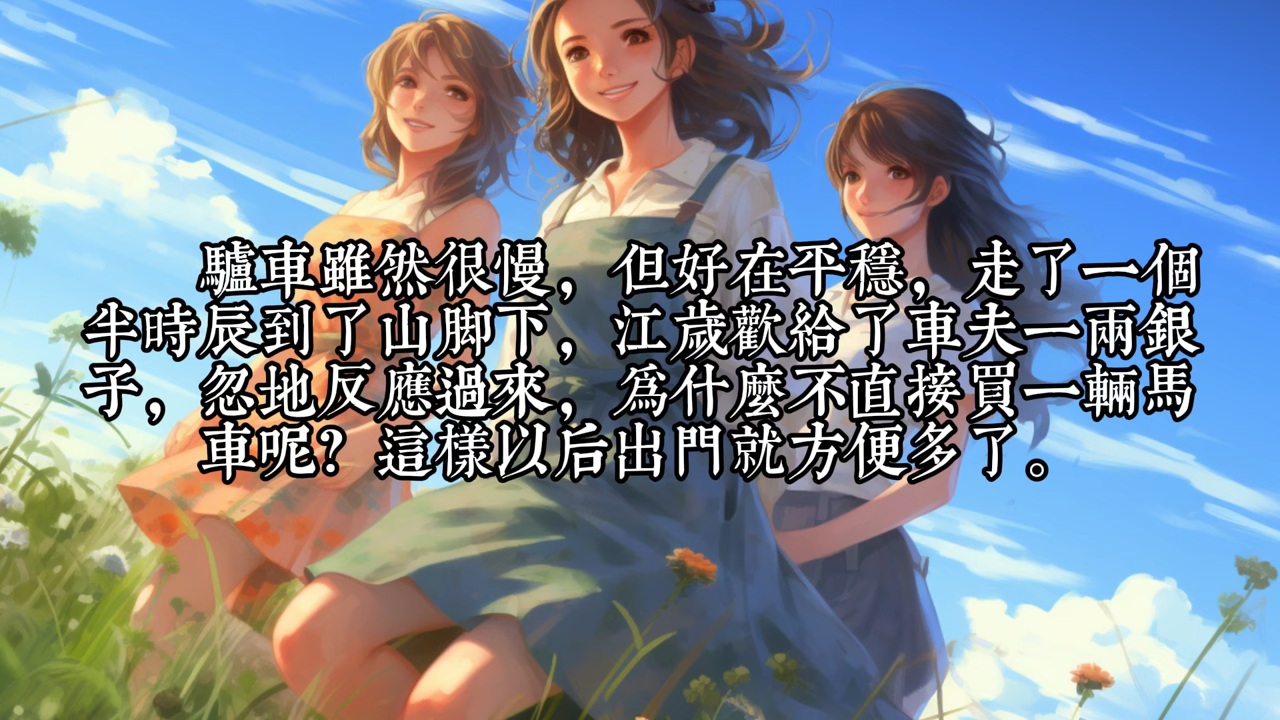 驢車雖然很慢，但好在平穩，走了一個
半時辰到了山脚下，江歲歡給了車夫一兩銀
子，忽地反應過來，爲什麼不直接買一輛馬
車呢？這樣以后出門就方便多了。